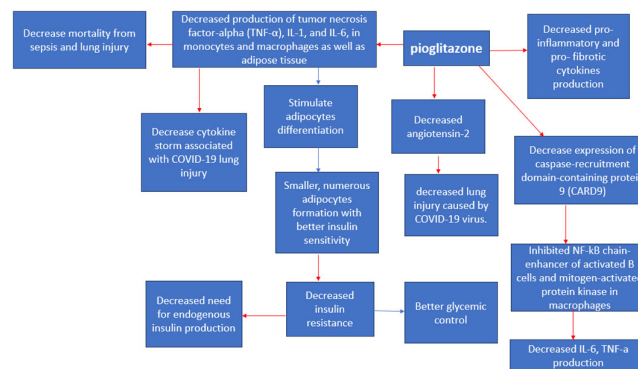 Decrease mortality from
sepsis and lung injury
Decreased production of tumor necrosis
factor-alpha (TNF-α), IL-1, and IL-6, in
monocytes and macrophages as well as
adipose tissue
pioglitazone
Decreased pro-
inflammatory and
pro- fibrotic
cytokines
production
Decrease cytokine
storm associated
with COVID-19 lung
injury
Stimulate
adipocytes
differentiation
Decreased
angiotensin-2
Decrease expression of
caspase-recruitment
domain-containing protein
9 (CARD9)
Smaller, numerous
adipocytes
formation with
better insulin
sensitivity
decreased lung
injury caused by
COVID-19 virus.
Inhibited NF-kB chain-
enhancer of activated B
cells and mitogen-activated
protein kinase in
macrophages
Decreased need
for endogenous
insulin production
Decreased
insulin
resistance
Better glycemic
control
Decreased IL-6, TNF-a
production